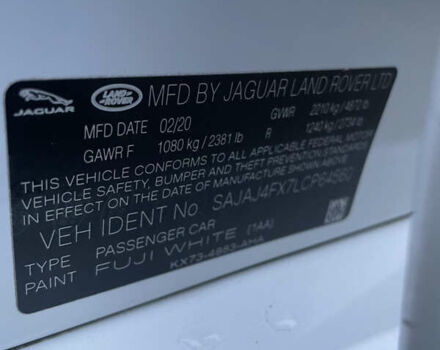 JAGUAR
LAND ROVER
MFD BY JAGUAR LAND ROVER LTD
MFD DATE 02/20 GVWR 2210 kg / 4872 lb
GAWR F 1080 kg / 2381 lb R 1240 kg / 2734 lb
THIS VEHICLE CONFORMS TO ALL APPLICABLE FEDERAL MOTOR
VEHICLE SAFETY, BUMPER AND THEFT PREVENTION STANDARDS IN
EFFECT ON THE DATE OF MANUFACTURE SHOWN ABOVE
VEH IDENT No SAJAJ4FX7LCP64560
TYPE PASSENGER CAR
PAINT FUJI WHITE (1AA)
KX73-4983-AHA